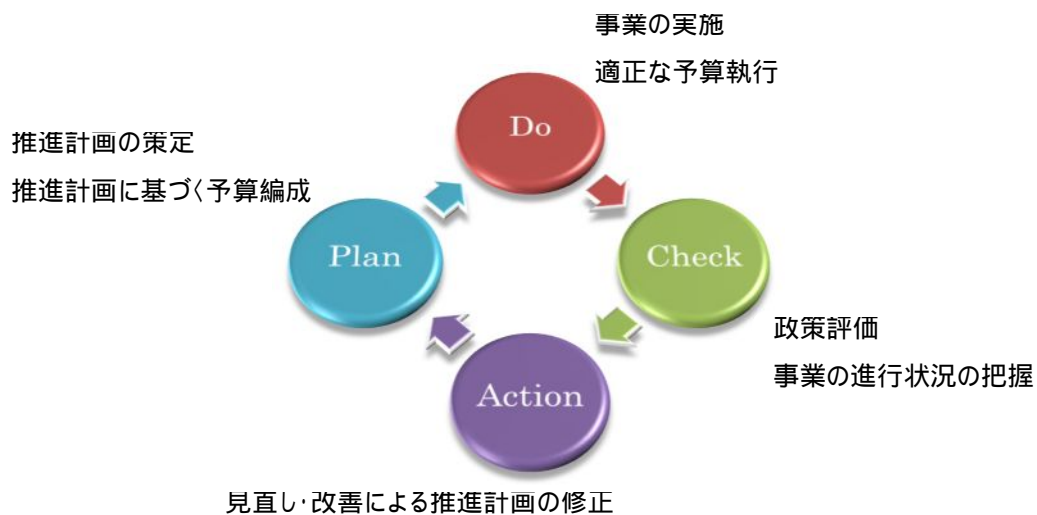 事業の実施
適正な予算執行
Do
推進計画の策定
推進計画に基づく予算編成
Plan
Check
政策評価
事業の進行状況の把握
Action
見直し・改善による推進計画の修正